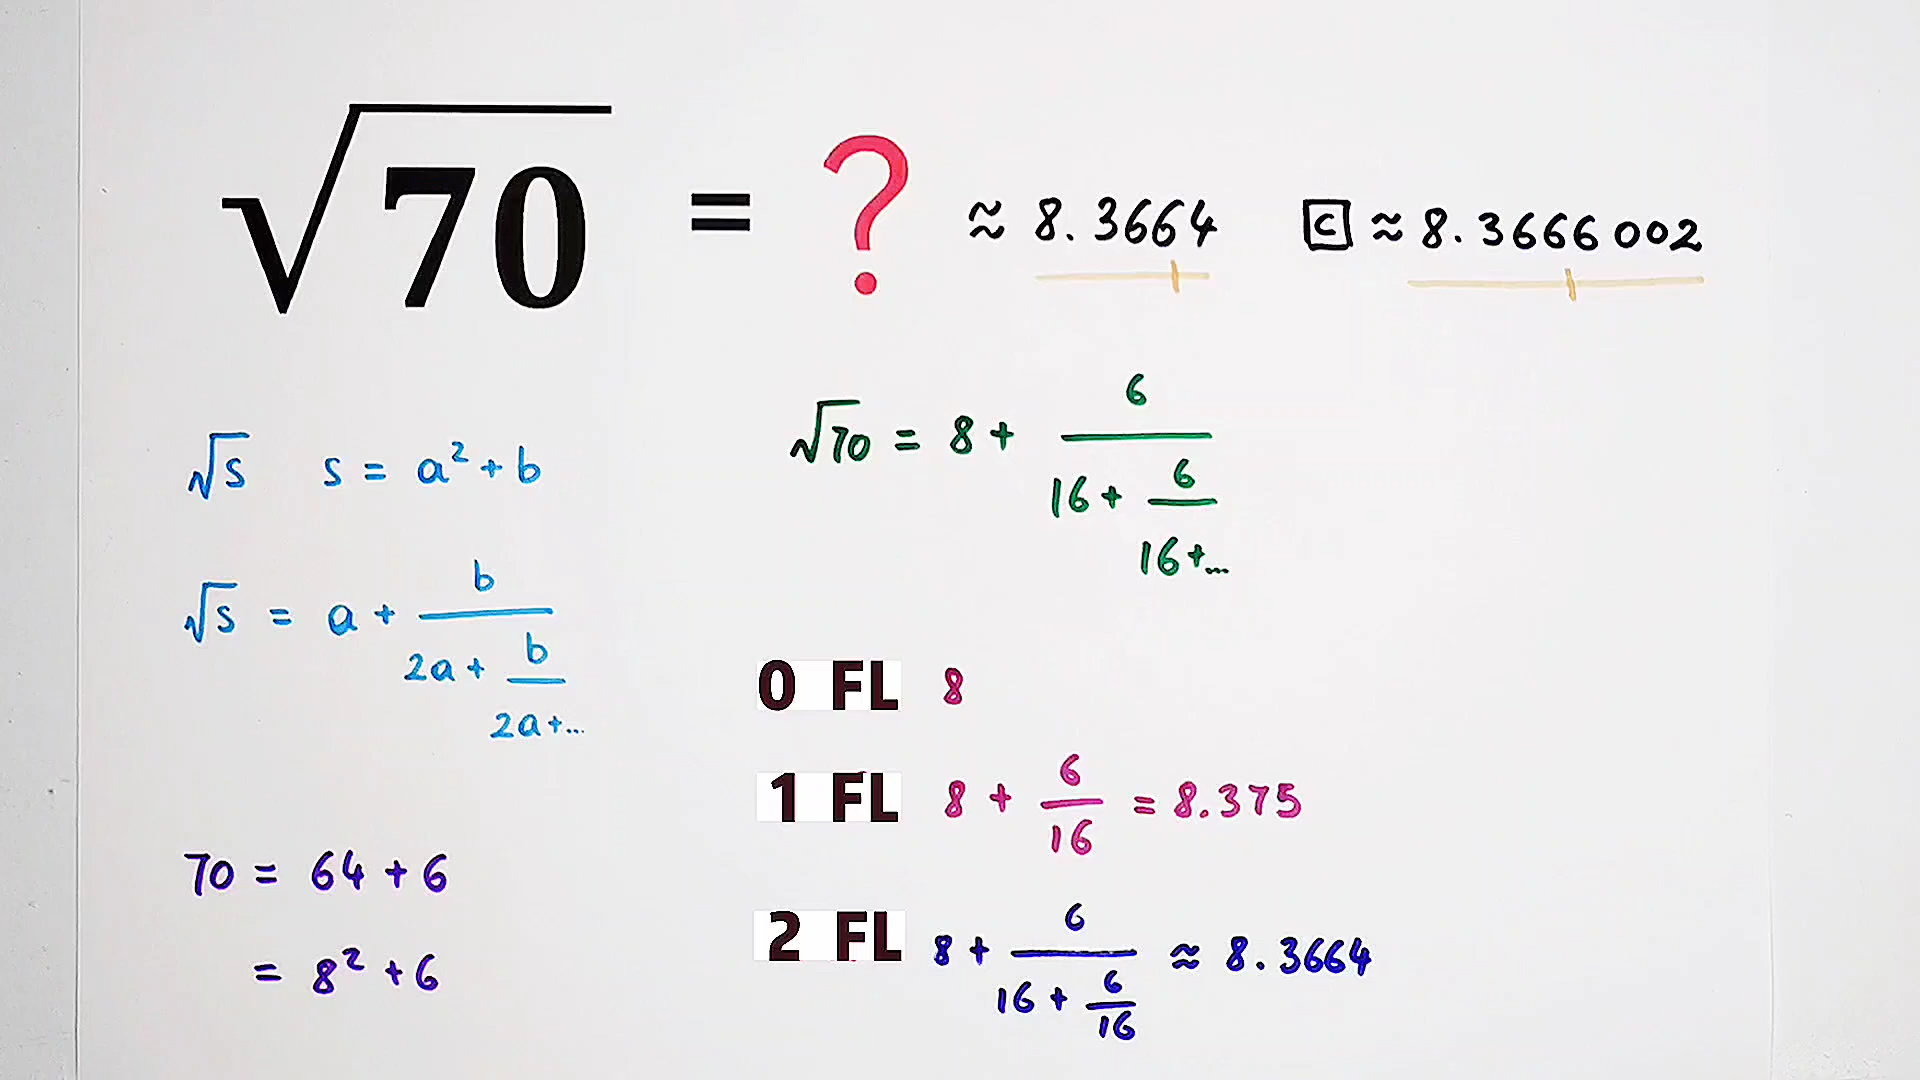 √70 = ? ≈ 8.3664 C ≈ 8.3666002
√s s = a² + b
√s = a + b/(2a + b/(2a + ...))
70 = 64 + 6
= 8² + 6
√70 = 8 + 6/(16 + 6/(16 + ...))
0 FL 8
1 FL 8 + 6/16 = 8.375
2 FL 8 + 6/(16 + 6/16) ≈ 8.3664